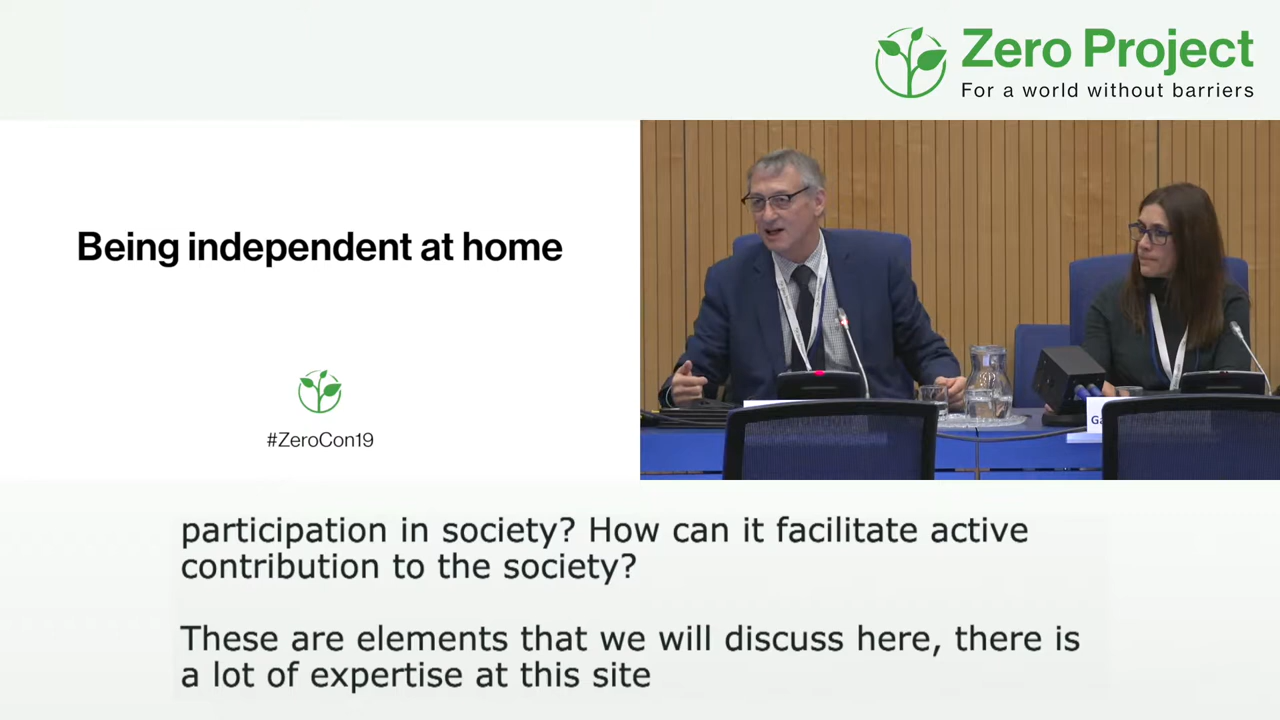 Zero Project
For a world without barriers
Being independent at home
#ZeroCon19
participation in society? How can it facilitate active
contribution to the society?
These are elements that we will discuss here, there is
a lot of expertise at this site